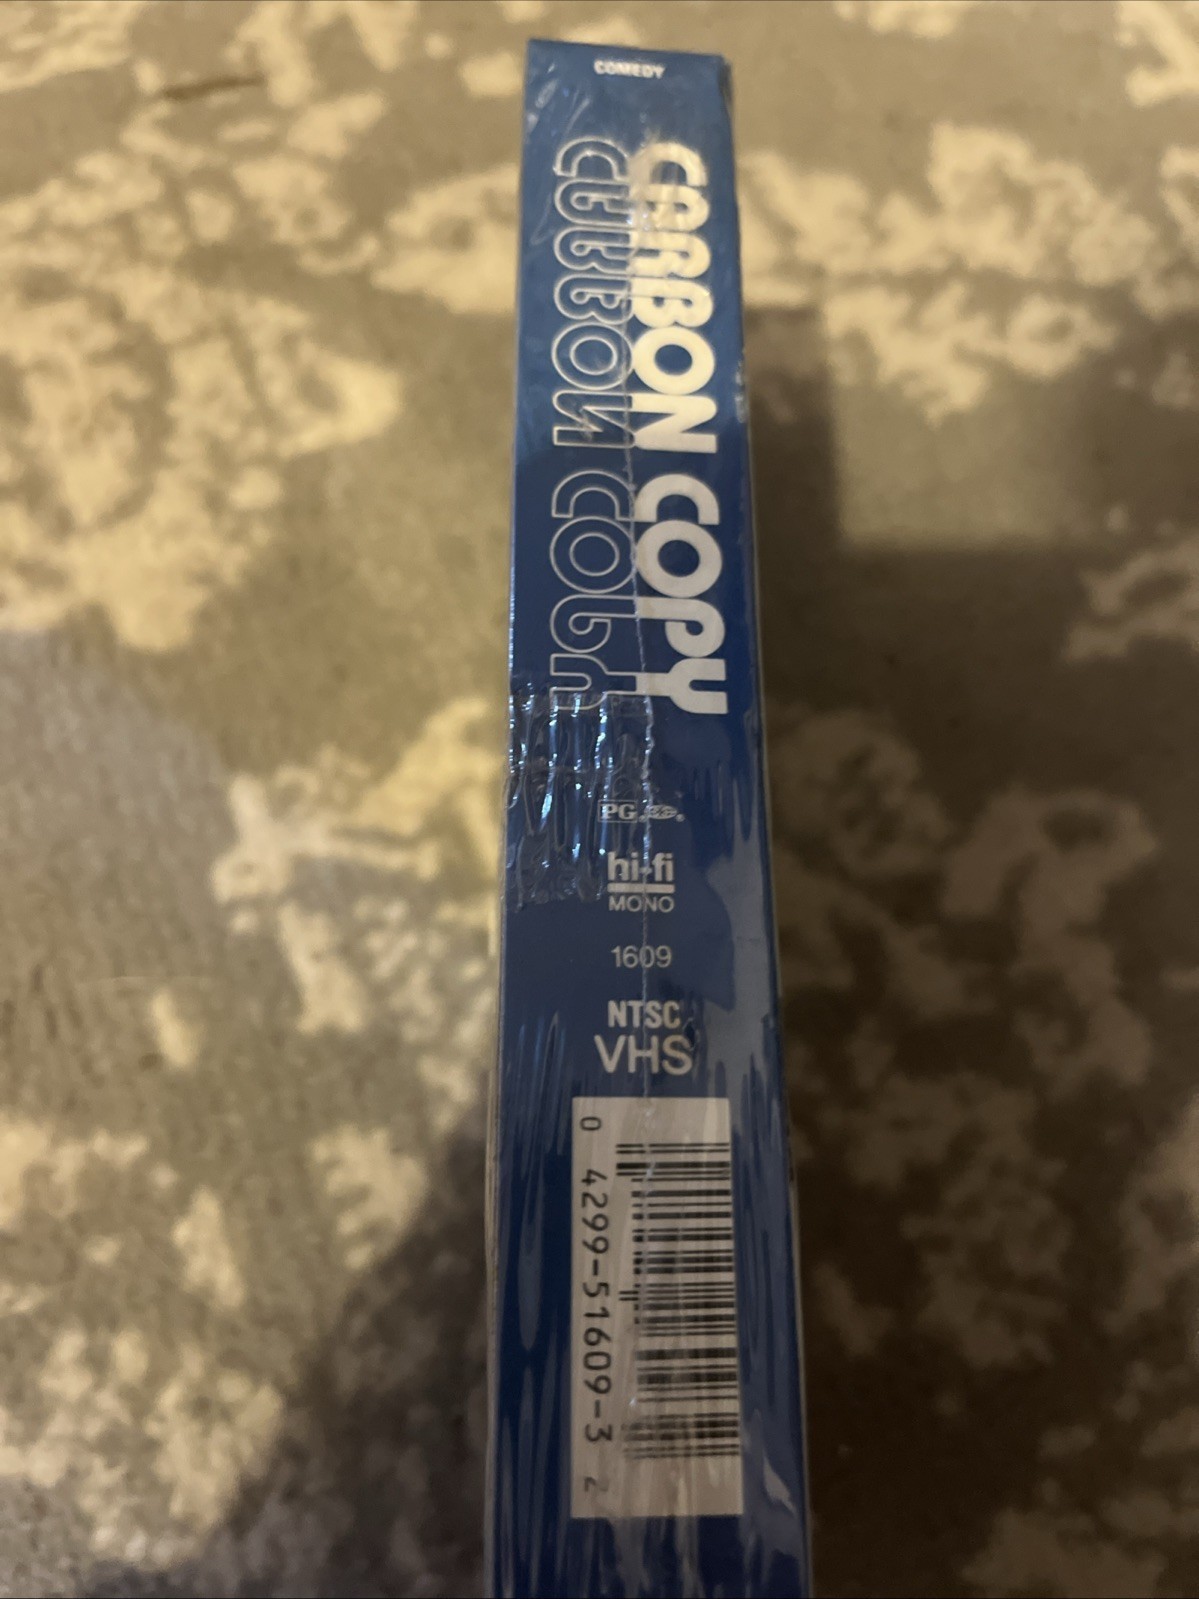 COMEDY
CARBON COPY
CARBON COPY
PG
hi-fi
MONO
1609
NTSC
VHS
0 4299-51609-3 2